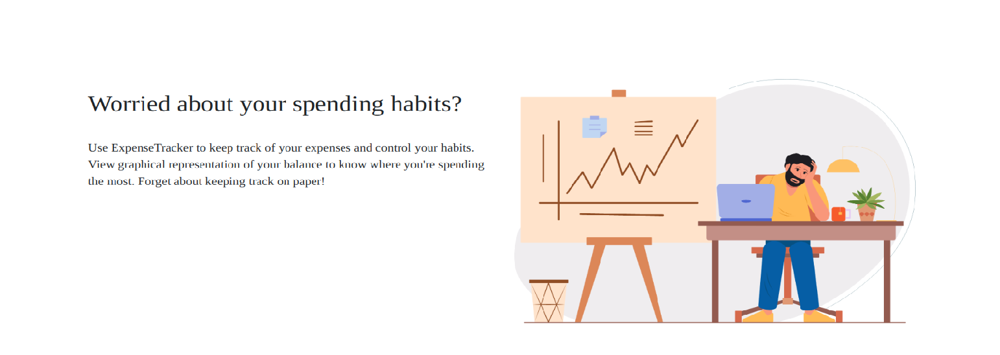 Worried about your spending habits?
Use ExpenseTracker to keep track of your expenses and control your habits.
View graphical representation of your balance to know where you're spending
the most. Forget about keeping track on paper!